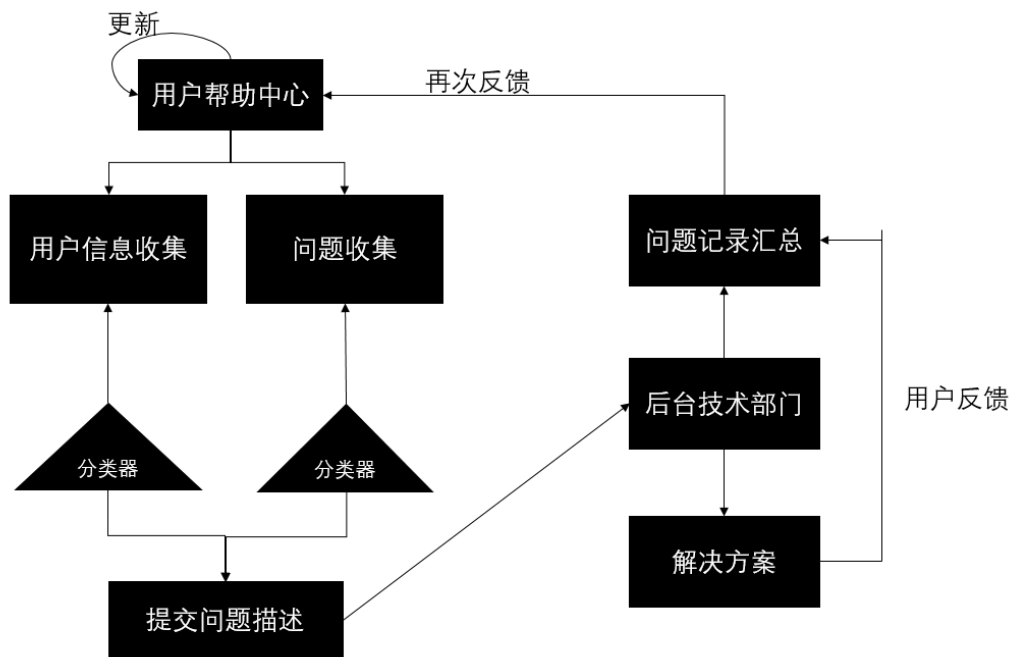 更新
用户帮助中心
再次反馈
用户信息收集
问题收集
问题记录汇总
后台技术部门
用户反馈
分类器
分类器
解决方案
提交问题描述